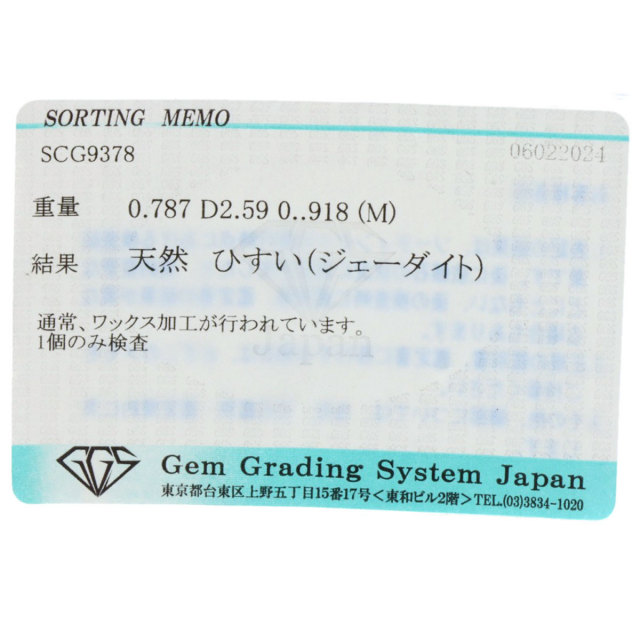 SORTING MEMO
SCG9378 06022024
重量 0.787 D2.59 0..918 (M)
結果 天然 ひすい(ジェーダイト)
通常、ワックス加工が行われています。
1個のみ検査
Japan
GGS Gem Grading System Japan
東京都台東区上野五丁目15番17号<東和ビル2階>TEL.(03)3834-1020